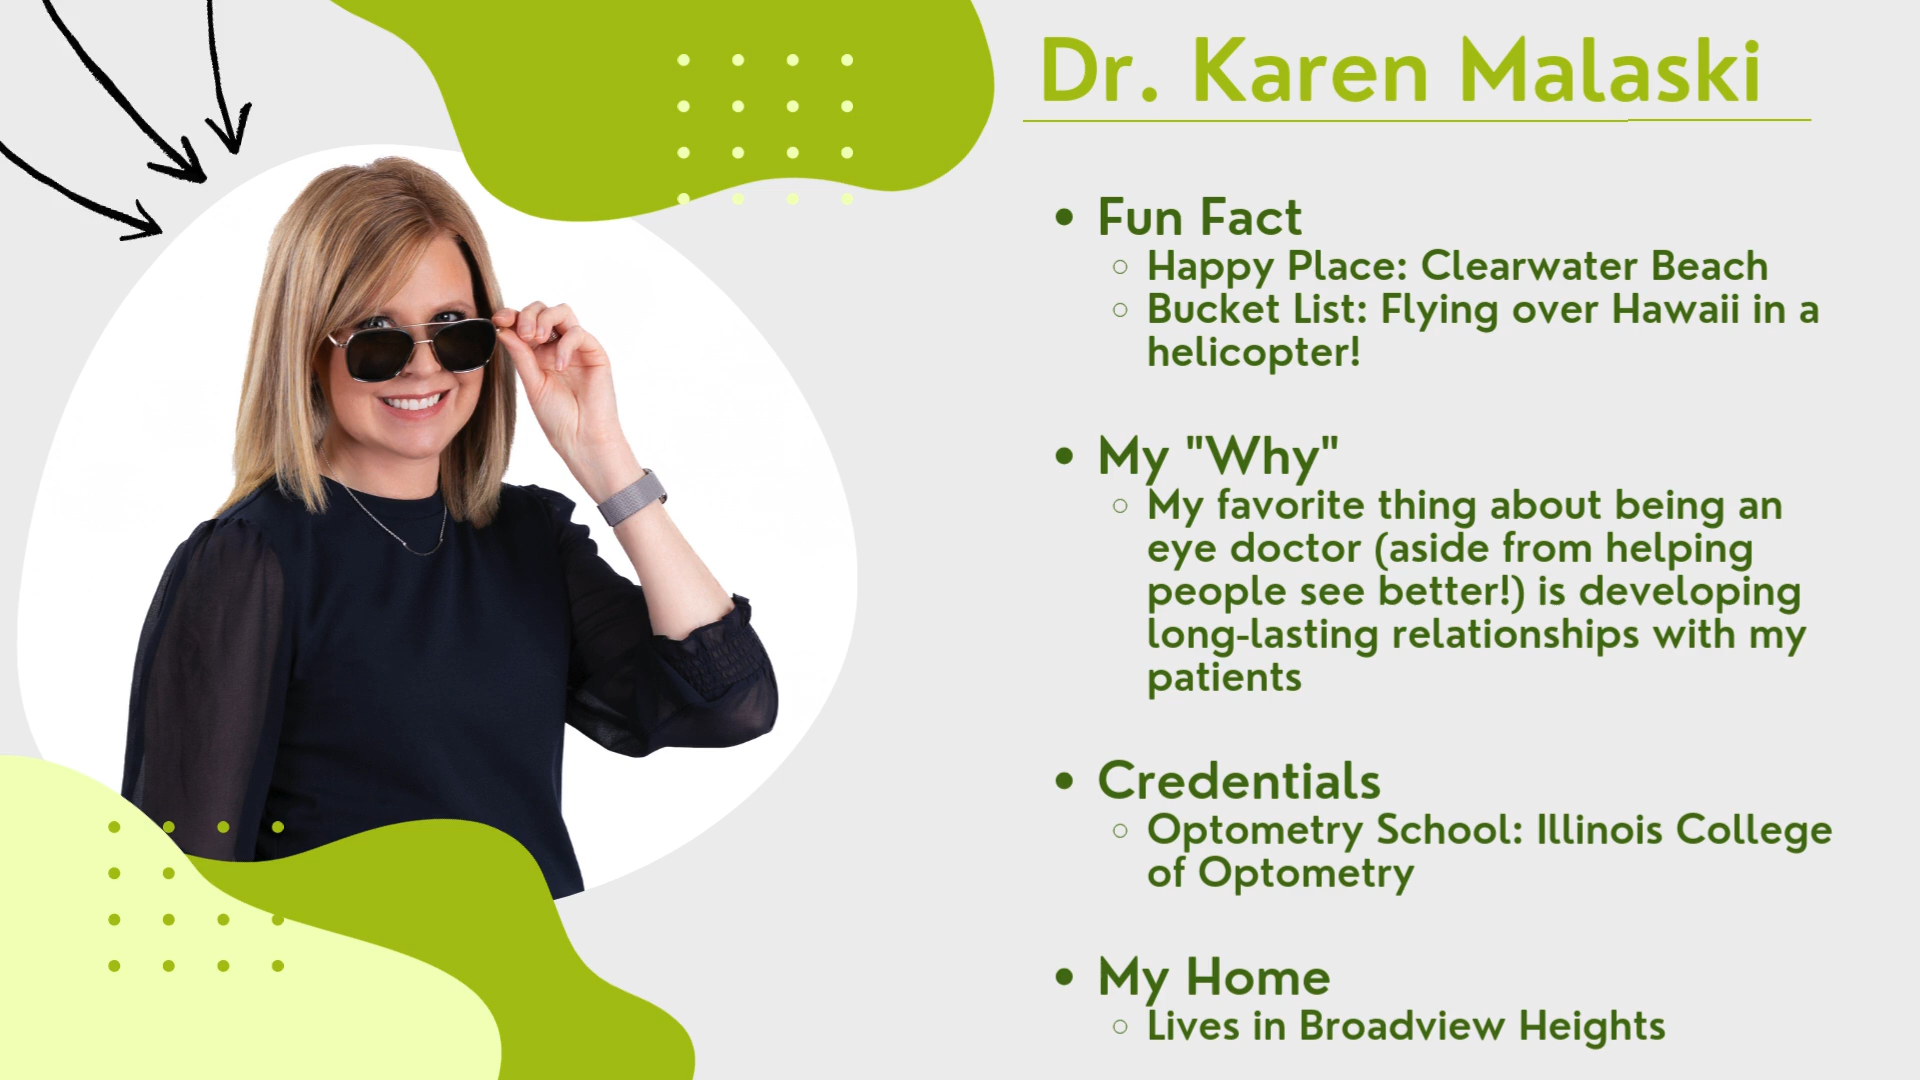 Dr. Karen Malaski
Fun Fact
Happy Place: Clearwater Beach
Bucket List: Flying over Hawaii in a
helicopter!
My "Why"
My favorite thing about being an
eye doctor (aside from helping
people see better!) is developing
long-lasting relationships with my
patients
Credentials
Optometry School: Illinois College
of Optometry
My Home
Lives in Broadview Heights